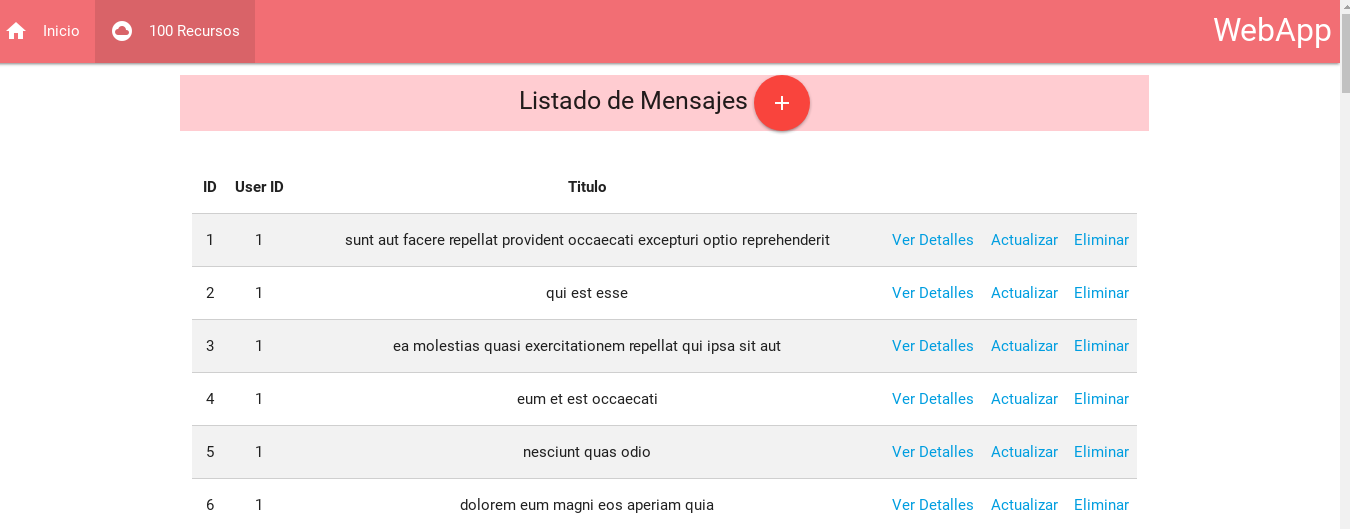 Inicio 100 Recursos WebApp
Listado de Mensajes +
ID User ID Titulo
1 1 sunt aut facere repellat provident occaecati excepturi optio reprehenderit Ver Detalles Actualizar Eliminar
2 1 qui est esse Ver Detalles Actualizar Eliminar
3 1 ea molestias quasi exercitationem repellat qui ipsa sit aut Ver Detalles Actualizar Eliminar
4 1 eum et est occaecati Ver Detalles Actualizar Eliminar
5 1 nesciunt quas odio Ver Detalles Actualizar Eliminar
6 1 dolorem eum magni eos aperiam quia Ver Detalles Actualizar Eliminar